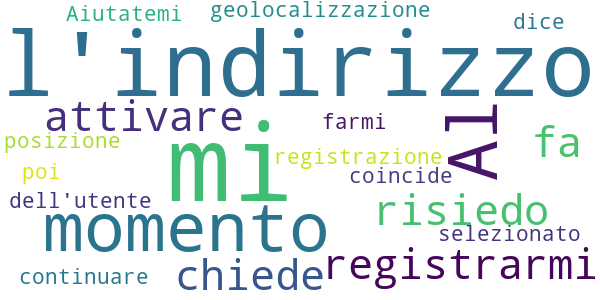 Aiutatemi
geolocalizzazione
dice
l'indirizzo
attivare
farmi
Al
fa
posizione
mi
registrazione
poi
coincide
dell'utente
risiedo
momento
selezionato
continuare
chiede
registrarmi